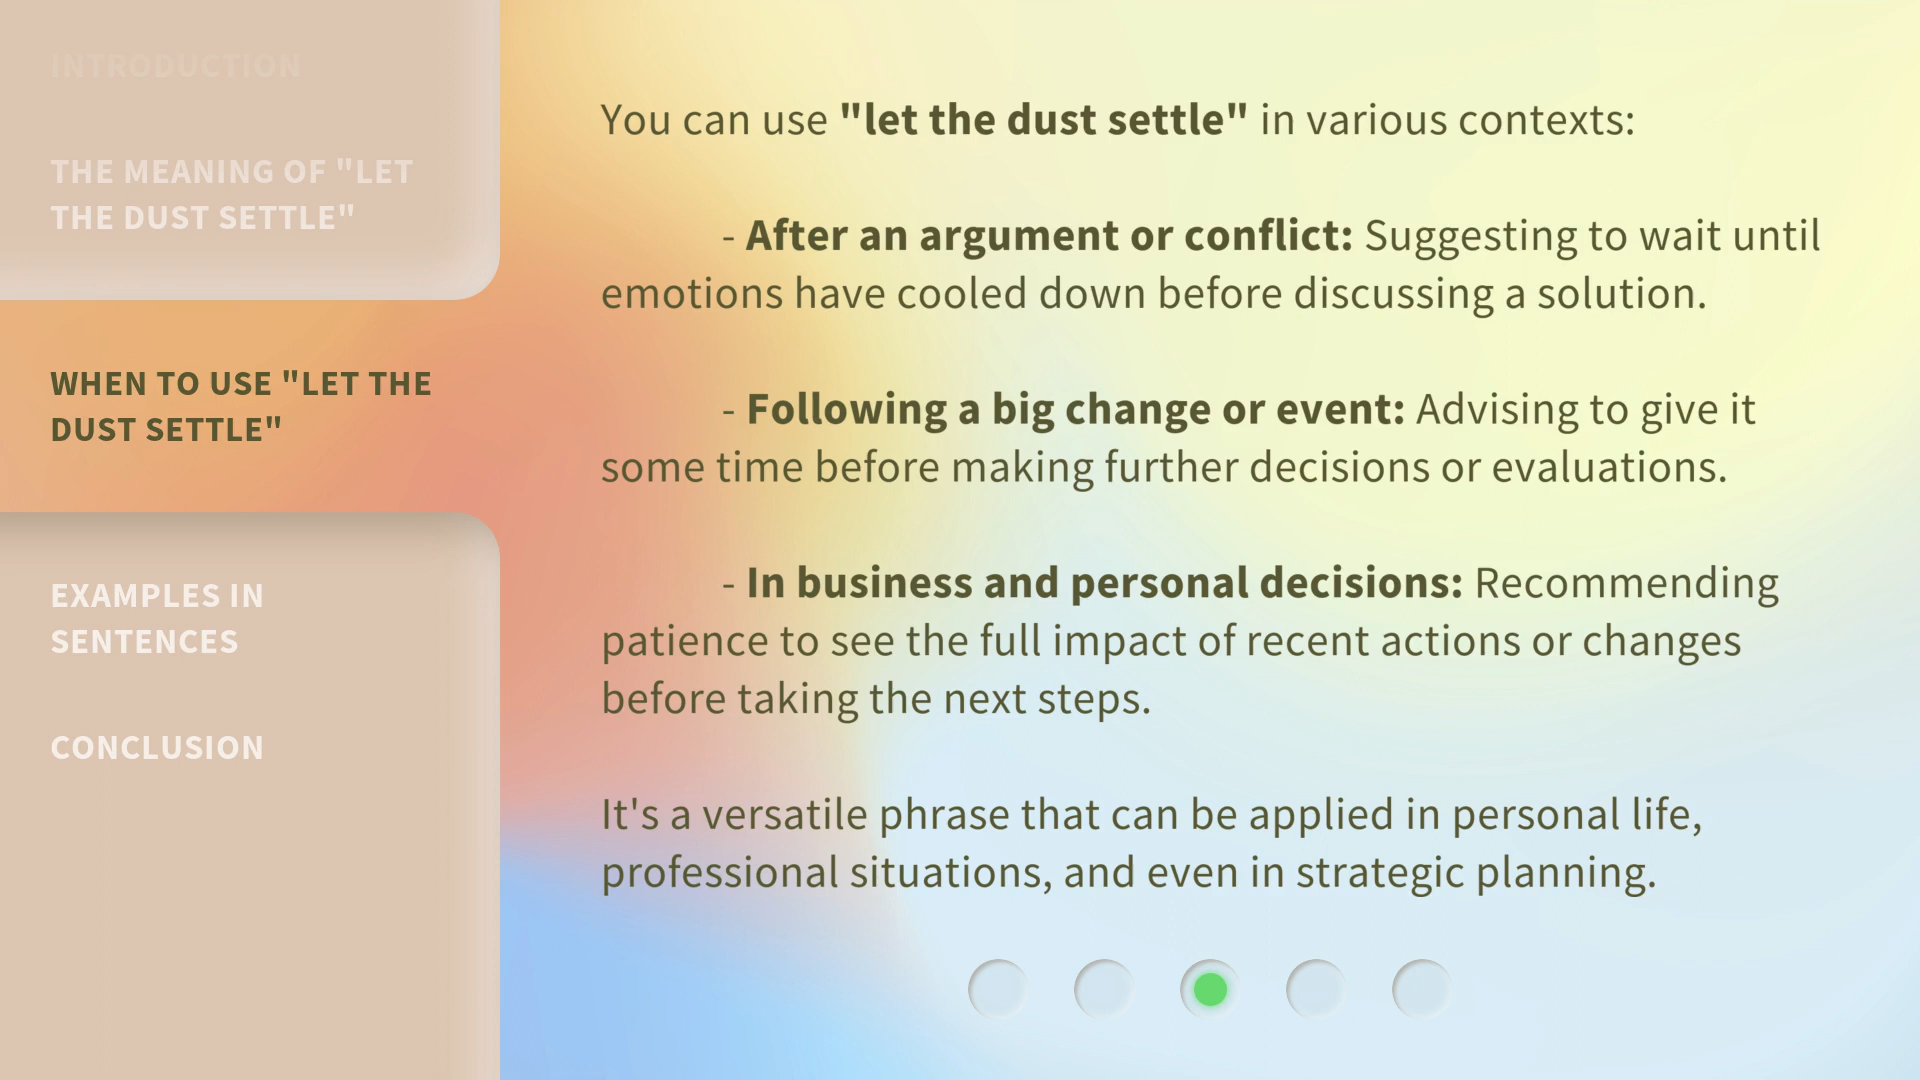 INTRODUCTION
THE MEANING OF "LET
THE DUST SETTLE"
WHEN TO USE "LET THE
DUST SETTLE"
EXAMPLES IN
SENTENCES
CONCLUSION
You can use "let the dust settle" in various contexts:
- After an argument or conflict: Suggesting to wait until
emotions have cooled down before discussing a solution.
- Following a big change or event: Advising to give it
some time before making further decisions or evaluations.
- In business and personal decisions: Recommending
patience to see the full impact of recent actions or changes
before taking the next steps.
It's a versatile phrase that can be applied in personal life,
professional situations, and even in strategic planning.